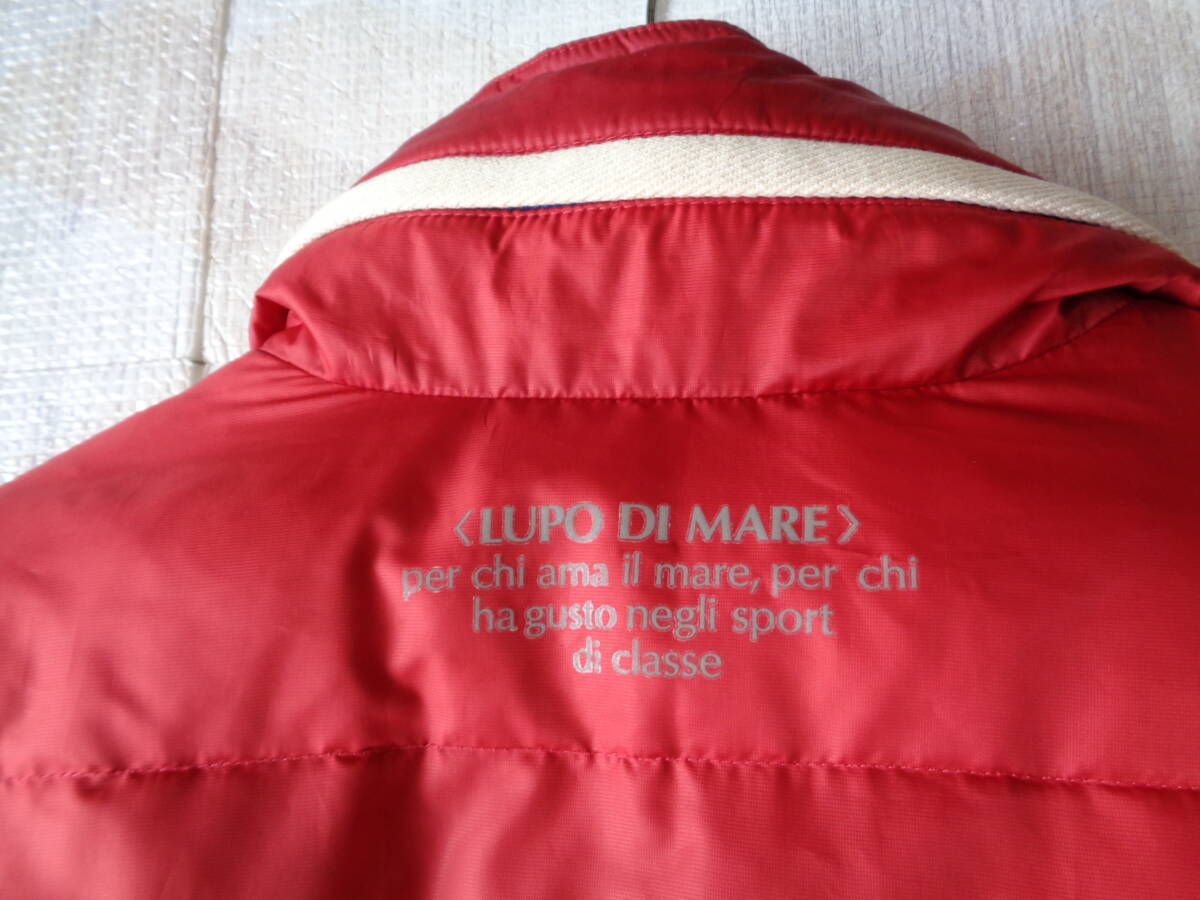 〈LUPO DI MARE〉
per chi ama il mare, per chi
ha gusto negli sport
di classe